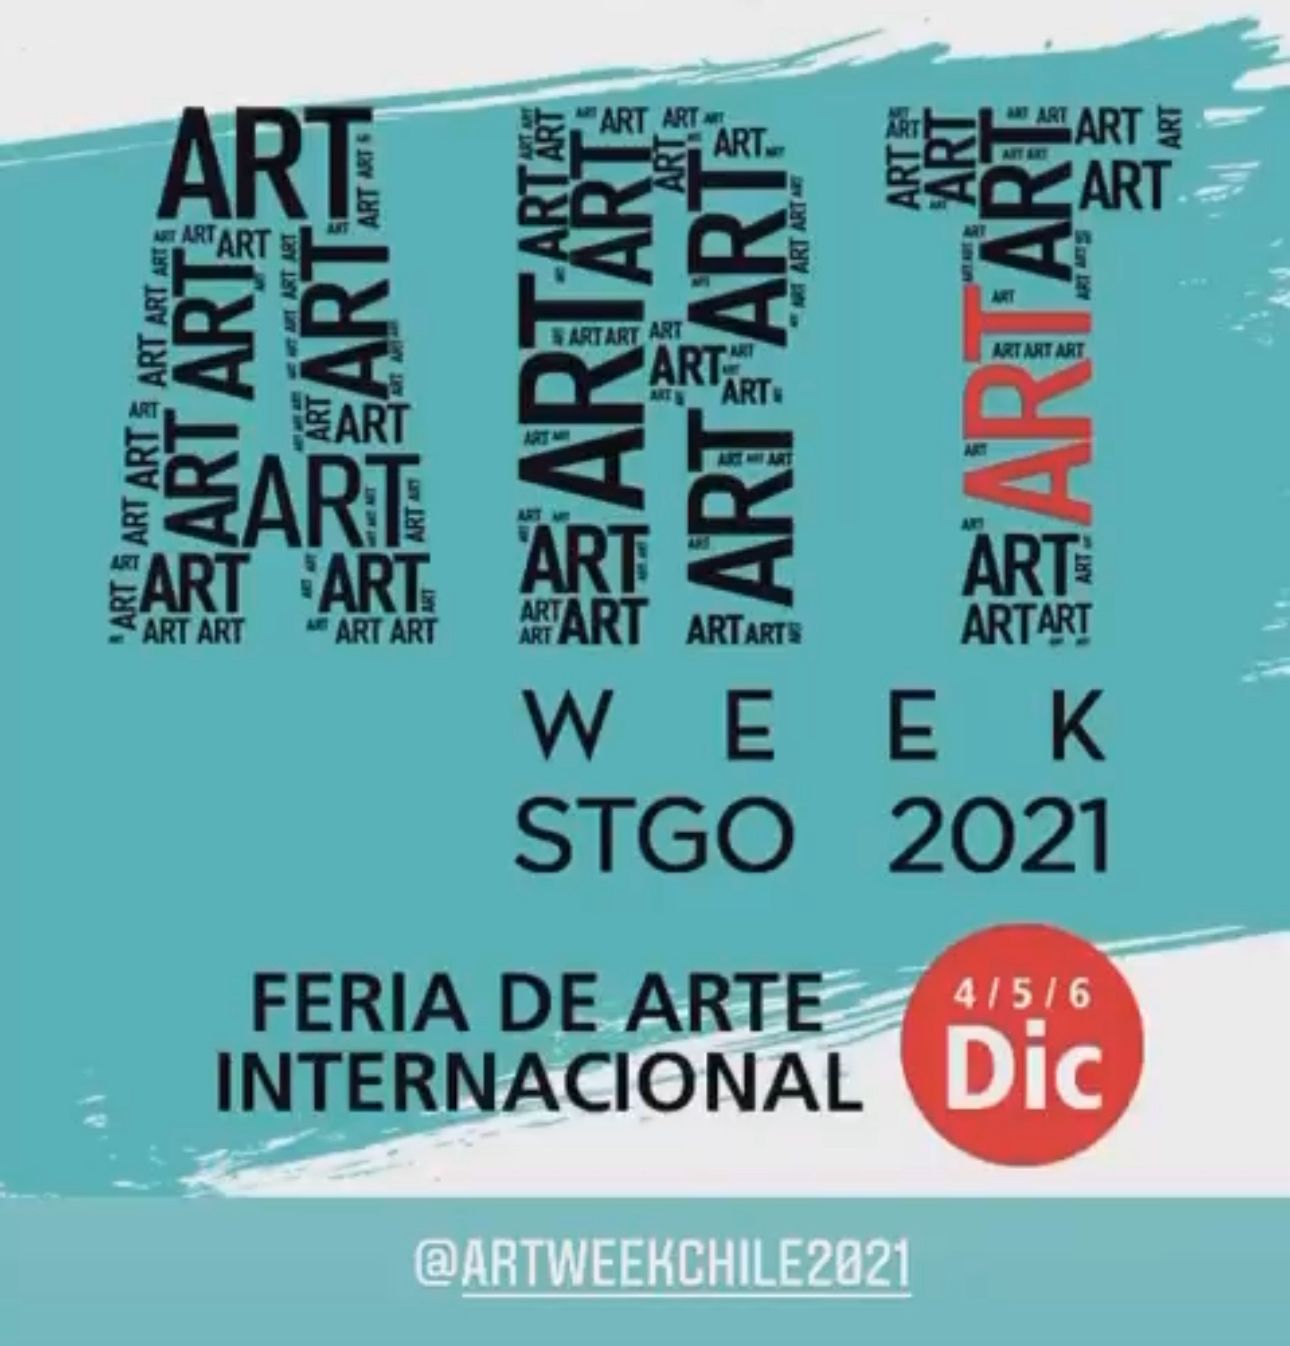 ART
WEEK
STGO 2021
FERIA DE ARTE
INTERNACIONAL
4/5/6
Dic
@ARTWEEKCHILE2021